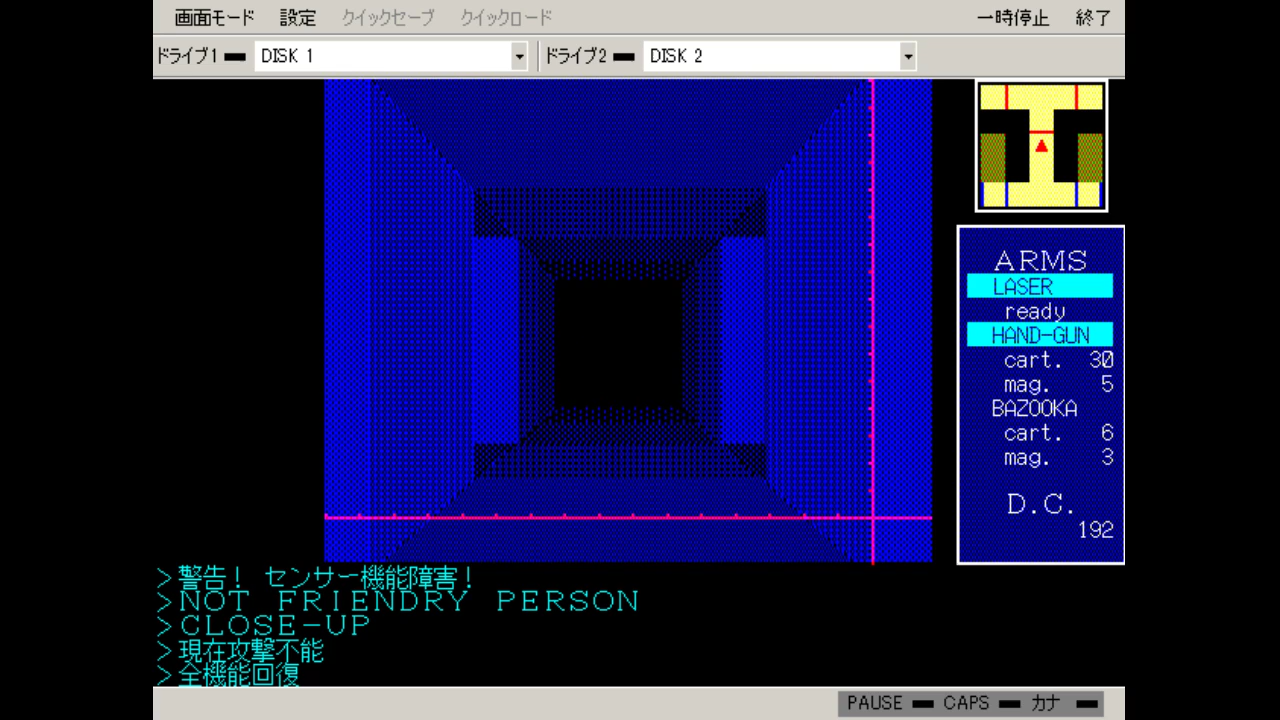 画面モード 設定 クイックセーブ クイックロード 一時停止 終了
ドライブ1 DISK 1 ドライブ2 DISK 2
ARMS
LASER
ready
HAND-GUN
cart. 30
mag. 5
BAZOOKA
cart. 6
mag. 3
D.C.
192
>警告! センサー機能障害!
>NOT FRIENDRY PERSON
>CLOSE-UP
>現在攻撃不能
>全機能回復
PAUSE CAPS カナ